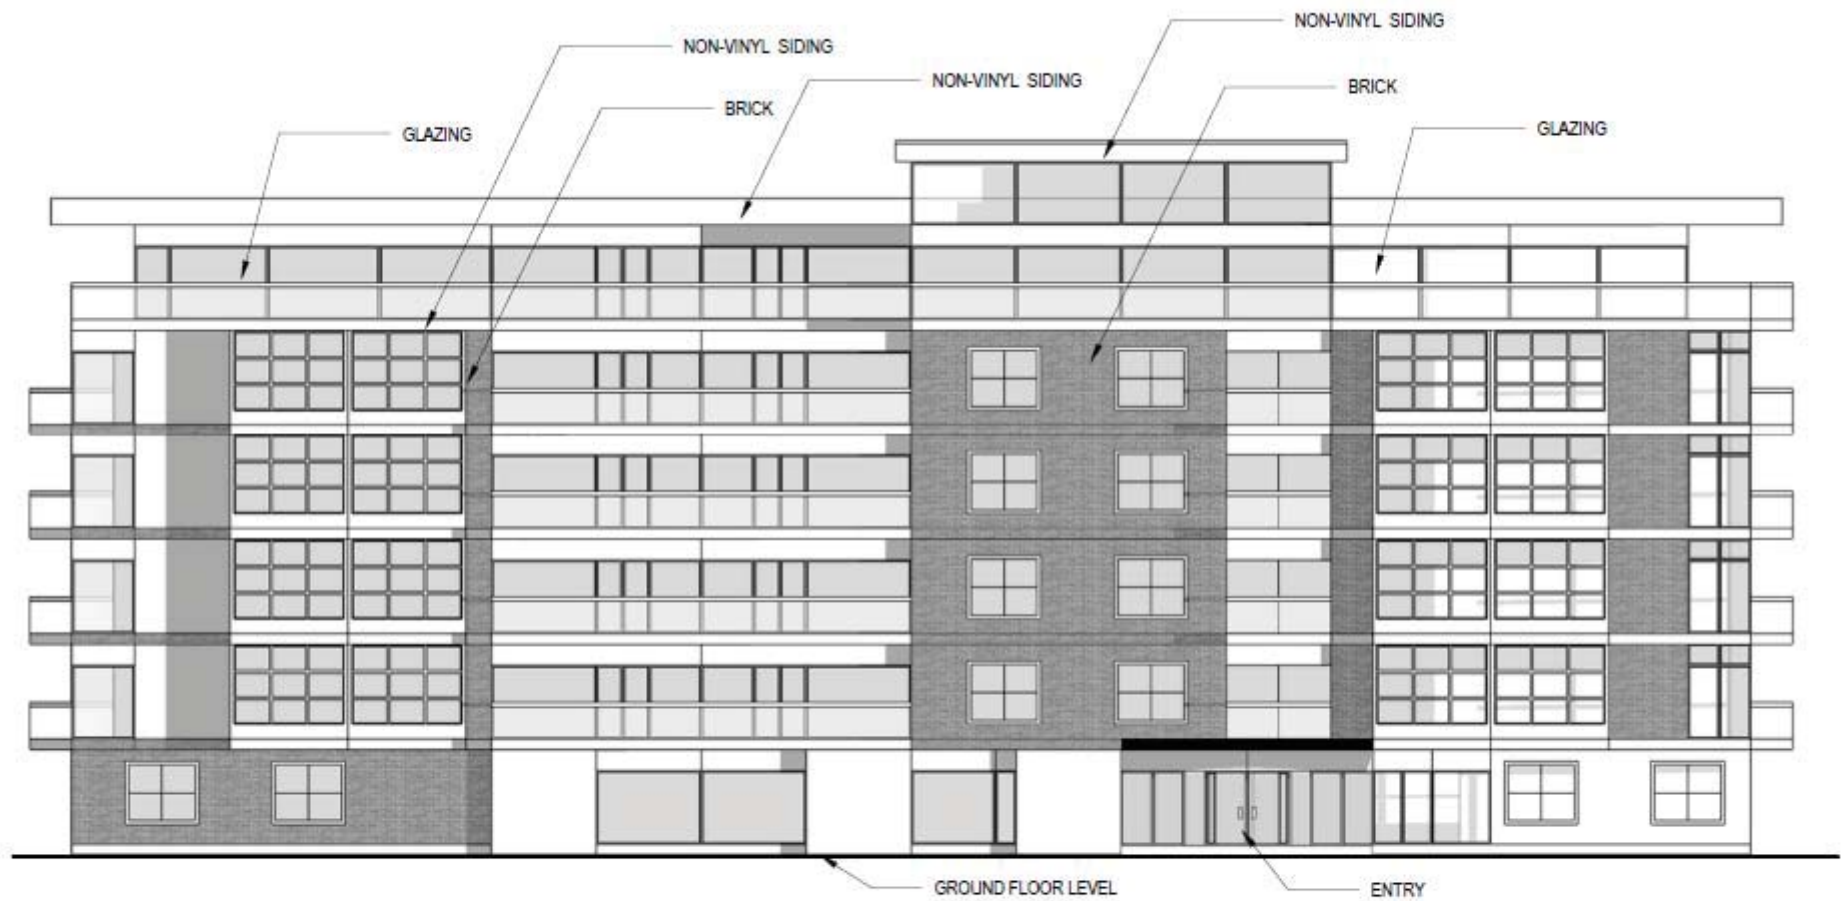 NON-VINYL SIDING
NON-VINYL SIDING
NON-VINYL SIDING
BRICK
BRICK
GLAZING
GLAZING
GROUND FLOOR LEVEL
ENTRY